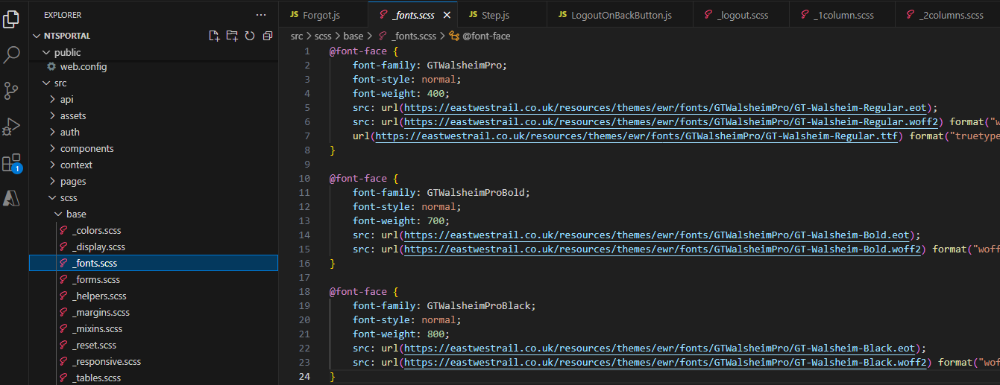 EXPLORER
NTSPORTAL
public
web.config
src
api
assets
auth
components
context
pages
scss
base
_colors.scss
_display.scss
_fonts.scss
_forms.scss
_helpers.scss
_margins.scss
_mixins.scss
_reset.scss
_responsive.scss
_tables.scss
1
JS Forgot.js
_fonts.scss
JS Step.js
JS LogoutOnBackButton.js
_logout.scss
_1column.scss
_2columns.scss
src > scss > base > _fonts.scss > @font-face
1 @font-face {
2 font-family: GTWalsheimPro;
3 font-style: normal;
4 font-weight: 400;
5 src: url(https://eastwestrail.co.uk/resources/themes/ewr/fonts/GTWalsheimPro/GT-Walsheim-Regular.eot);
6 src: url(https://eastwestrail.co.uk/resources/themes/ewr/fonts/GTWalsheimPro/GT-Walsheim-Regular.woff2) format("w
7 url(https://eastwestrail.co.uk/resources/themes/ewr/fonts/GTWalsheimPro/GT-Walsheim-Regular.ttf) format("truetype
8 }
9
10 @font-face {
11 font-family: GTWalsheimProBold;
12 font-style: normal;
13 font-weight: 700;
14 src: url(https://eastwestrail.co.uk/resources/themes/ewr/fonts/GTWalsheimPro/GT-Walsheim-Bold.eot);
15 src: url(https://eastwestrail.co.uk/resources/themes/ewr/fonts/GTWalsheimPro/GT-Walsheim-Bold.woff2) format("woff
16 }
17
18 @font-face {
19 font-family: GTWalsheimProBlack;
20 font-style: normal;
21 font-weight: 800;
22 src: url(https://eastwestrail.co.uk/resources/themes/ewr/fonts/GTWalsheimPro/GT-Walsheim-Black.eot);
23 src: url(https://eastwestrail.co.uk/resources/themes/ewr/fonts/GTWalsheimPro/GT-Walsheim-Black.woff2) format("wof
24 }